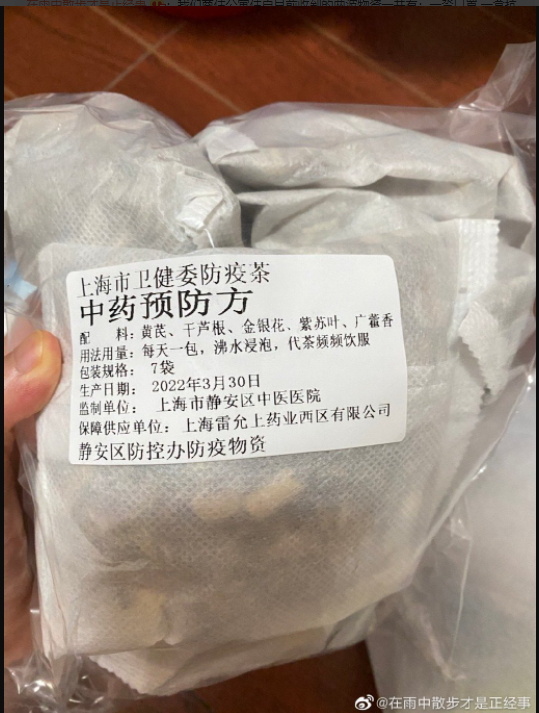 上海市卫健委防疫茶
中药预防方
配　　料：黄芪、干芦根、金银花、紫苏叶、广藿香
用法用量：每天一包，沸水浸泡，代茶频频饮服
包装规格：7袋
生产日期：2022年3月30日
监制单位：上海市静安区中医医院
保障供应单位：上海雷允上药业西区有限公司
静安区防控办防疫物资
@在雨中散步才是正经事